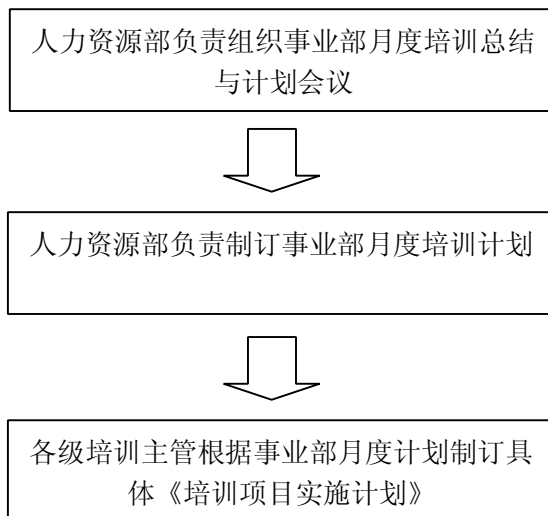 人力资源部负责组织事业部月度培训总结
与计划会议
人力资源部负责制订事业部月度培训计划
各级培训主管根据事业部月度计划制订具
体《培训项目实施计划》